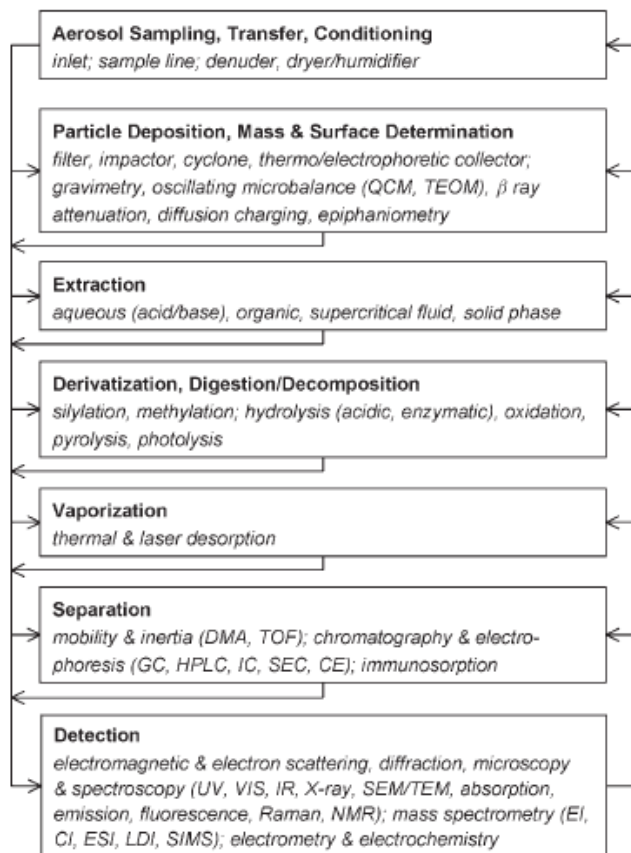 Aerosol Sampling, Transfer, Conditioning
inlet; sample line; denuder, dryer/humidifier
Particle Deposition, Mass & Surface Determination
filter, impactor, cyclone, thermo/electrophoretic collector;
gravimetry, oscillating microbalance (QCM, TEOM), β ray
attenuation, diffusion charging, epiphaniometry
Extraction
aqueous (acid/base), organic, supercritical fluid, solid phase
Derivatization, Digestion/Decomposition
silylation, methylation; hydrolysis (acidic, enzymatic), oxidation,
pyrolysis, photolysis
Vaporization
thermal & laser desorption
Separation
mobility & inertia (DMA, TOF); chromatography & electro-
phoresis (GC, HPLC, IC, SEC, CE); immunosorption
Detection
electromagnetic & electron scattering, diffraction, microscopy
& spectroscopy (UV, VIS, IR, X-ray, SEM/TEM, absorption,
emission, fluorescence, Raman, NMR); mass spectrometry (EI,
CI, ESI, LDI, SIMS); electrometry & electrochemistry